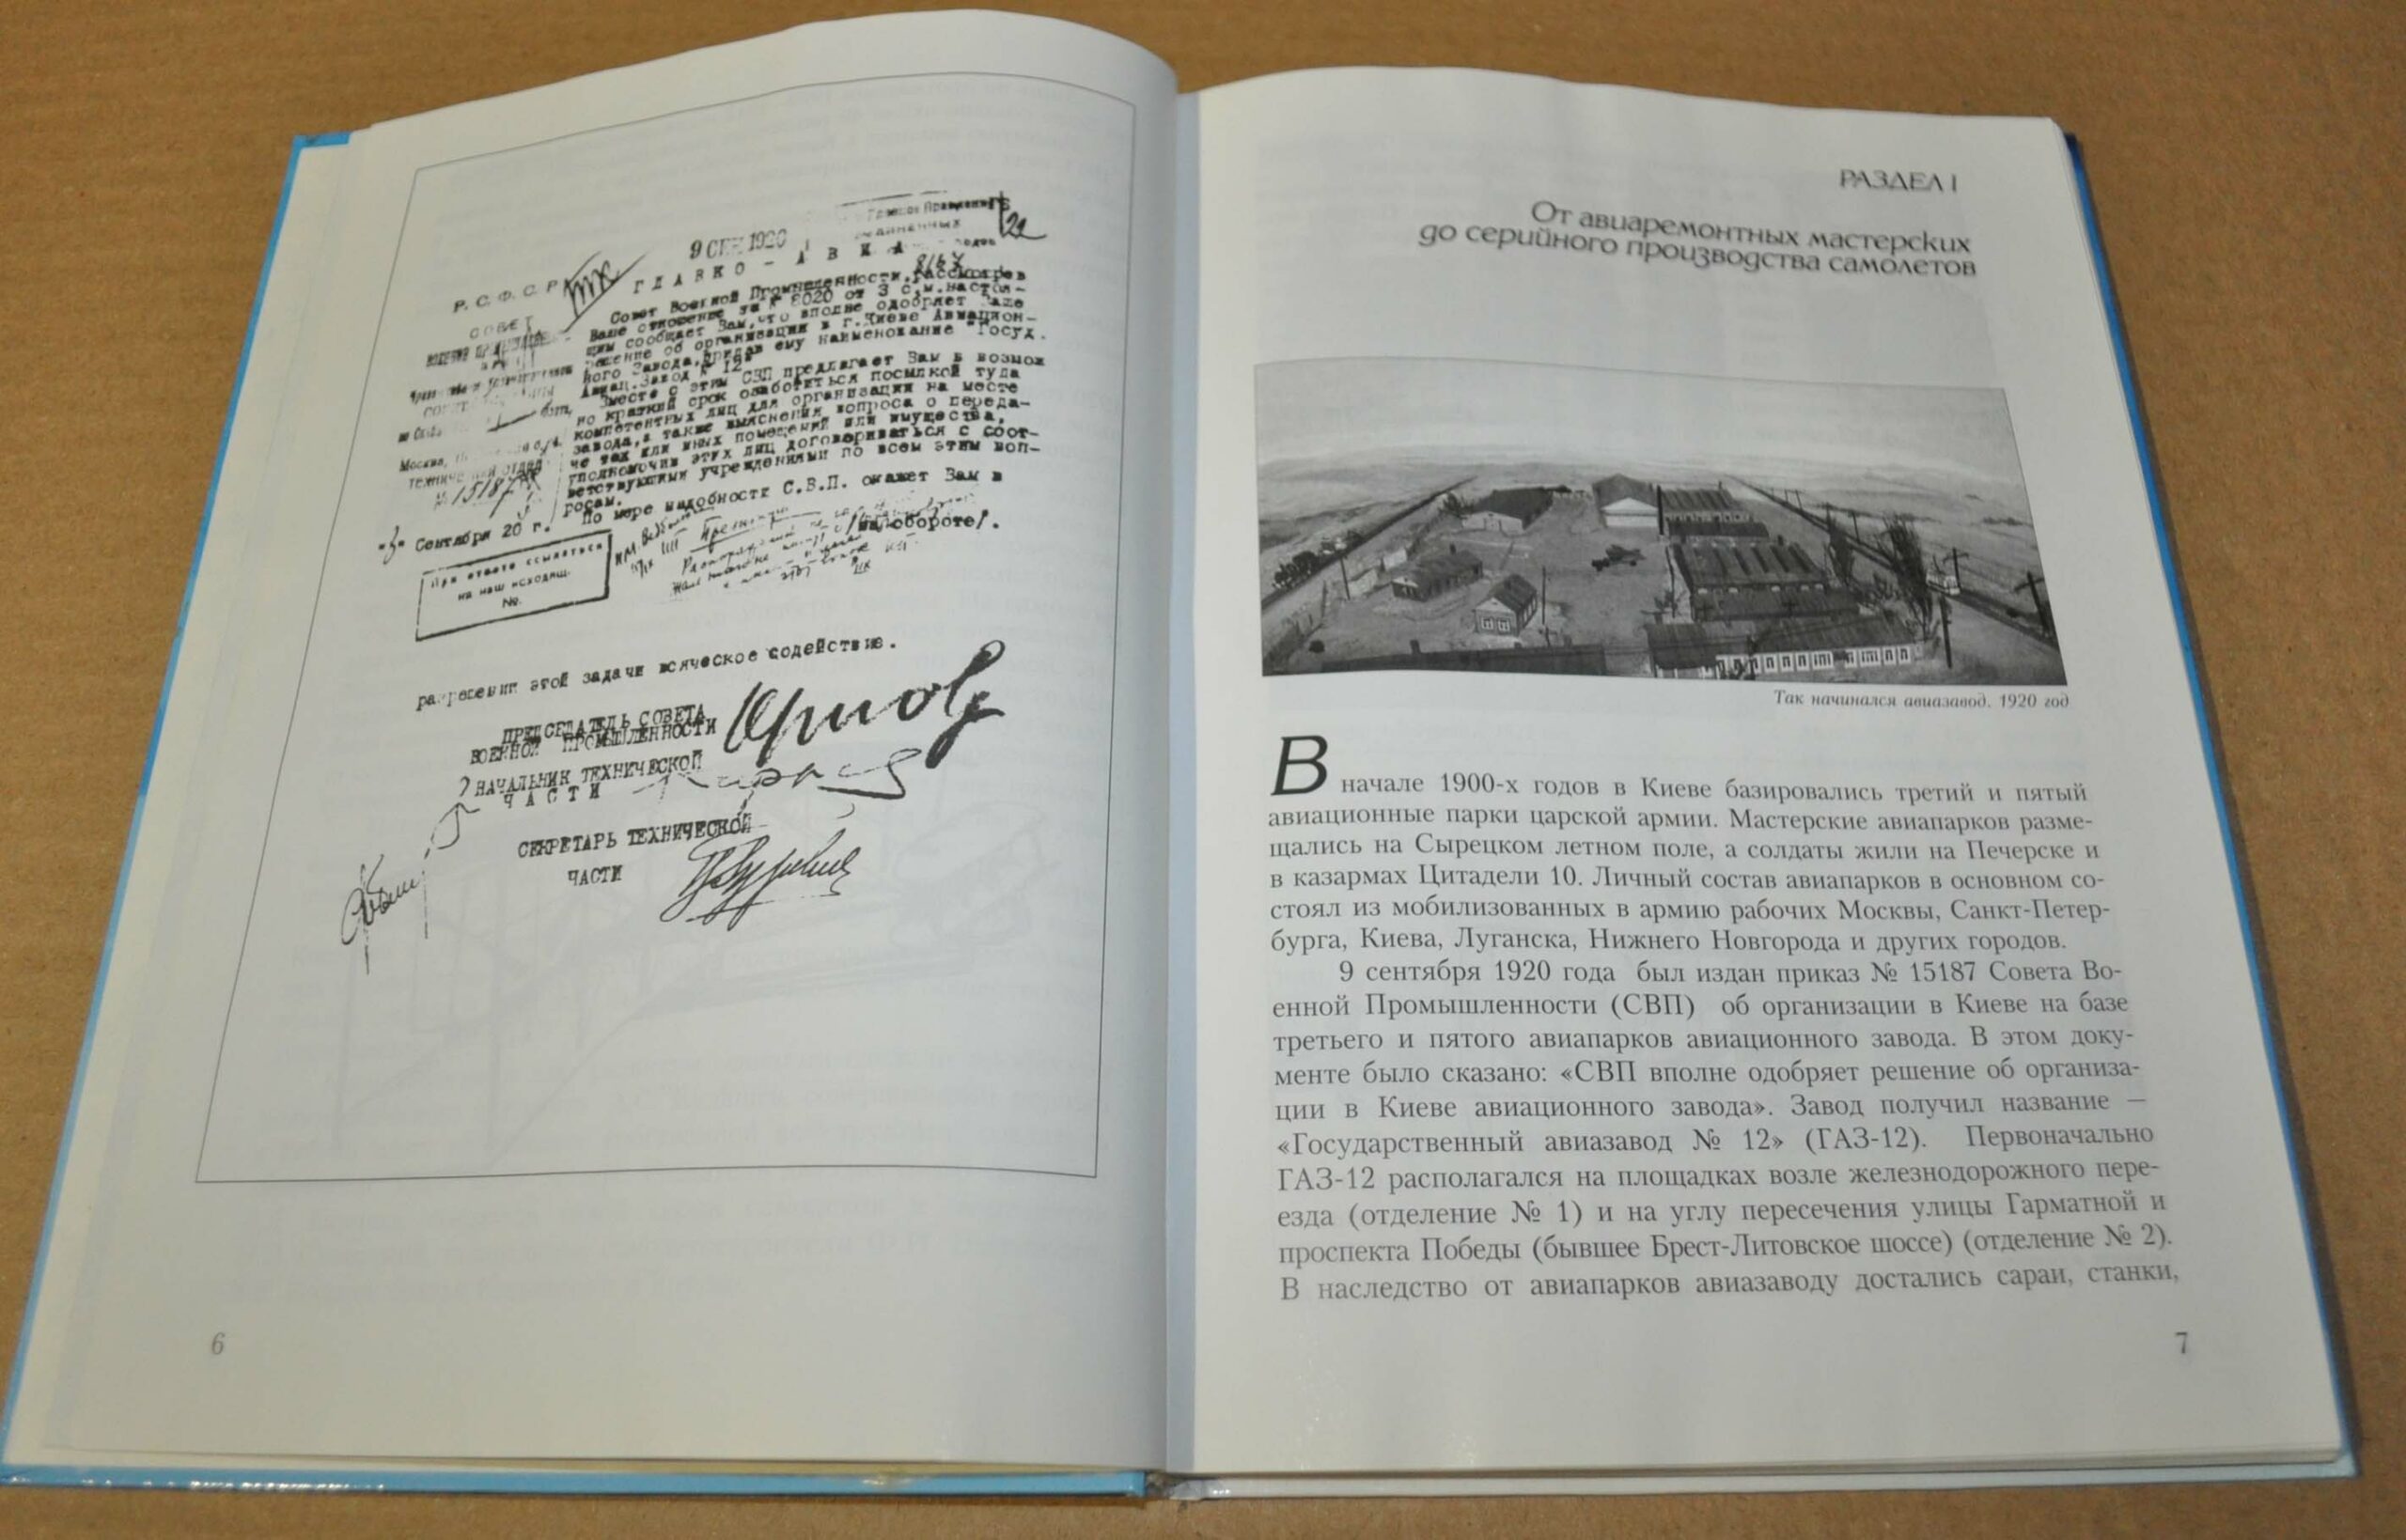 9 СЕН 1920
ГЛАВКО-АВИА
Р.С.Ф.С.Р.
8167
СОВЕТ
Совет Военной Промышленности, рассмотрев
Ваше отношение за № 8020 от 3 с.м. настоя-
щим сообщает Вам, что вполне одобряет Ваше
решение об организации в г. Киеве Авиацион-
ного Завода, придав ему наименование "Госуд.
Авиац. Завод № 12"
Вместе с этим СВП предлагает Вам в возмож
но краткий срок озаботиться посылкой туда
компетентных лиц для организации на месте
завода, а также выяснения вопроса о переда-
че тех или иных помещений или имущества,
уполномочив этих лиц договориваться с соот-
ветствующими учреждениями по всем этим воп-
росам.
Москва,
№ 15187
"3" Сентября 20 г.
По мере надобности С.В.П. окажет Вам в
/на обороте/.
При ответе ссылаться
на наш исходящ.
№.
разрешении этой задачи всяческое содействие.
ПРЕДСЕДАТЕЛЬ СОВЕТА
ВОЕННОЙ ПРОМЫШЛЕННОСТИ
НАЧАЛЬНИК ТЕХНИЧЕСКОЙ
ЧАСТИ
СЕКРЕТАРЬ ТЕХНИЧЕСКОЙ
ЧАСТИ
6
РАЗДЕЛ I
От авиаремонтных мастерских
до серийного производства самолетов
Так начинался авиазавод. 1920 год
В начале 1900-х годов в Киеве базировались третий и пятый
авиационные парки царской армии. Мастерские авиапарков разме-
щались на Сырецком летном поле, а солдаты жили на Печерске и
в казармах Цитадели 10. Личный состав авиапарков в основном со-
стоял из мобилизованных в армию рабочих Москвы, Санкт-Петер-
бурга, Киева, Луганска, Нижнего Новгорода и других городов.
9 сентября 1920 года был издан приказ № 15187 Совета Во-
енной Промышленности (СВП) об организации в Киеве на базе
третьего и пятого авиапарков авиационного завода. В этом доку-
менте было сказано: «СВП вполне одобряет решение об организа-
ции в Киеве авиационного завода». Завод получил название –
«Государственный авиазавод № 12» (ГАЗ-12). Первоначально
ГАЗ-12 располагался на площадках возле железнодорожного пере-
езда (отделение № 1) и на углу пересечения улицы Гарматной и
проспекта Победы (бывшее Брест-Литовское шоссе) (отделение № 2).
В наследство от авиапарков авиазаводу достались сараи, станки,
7